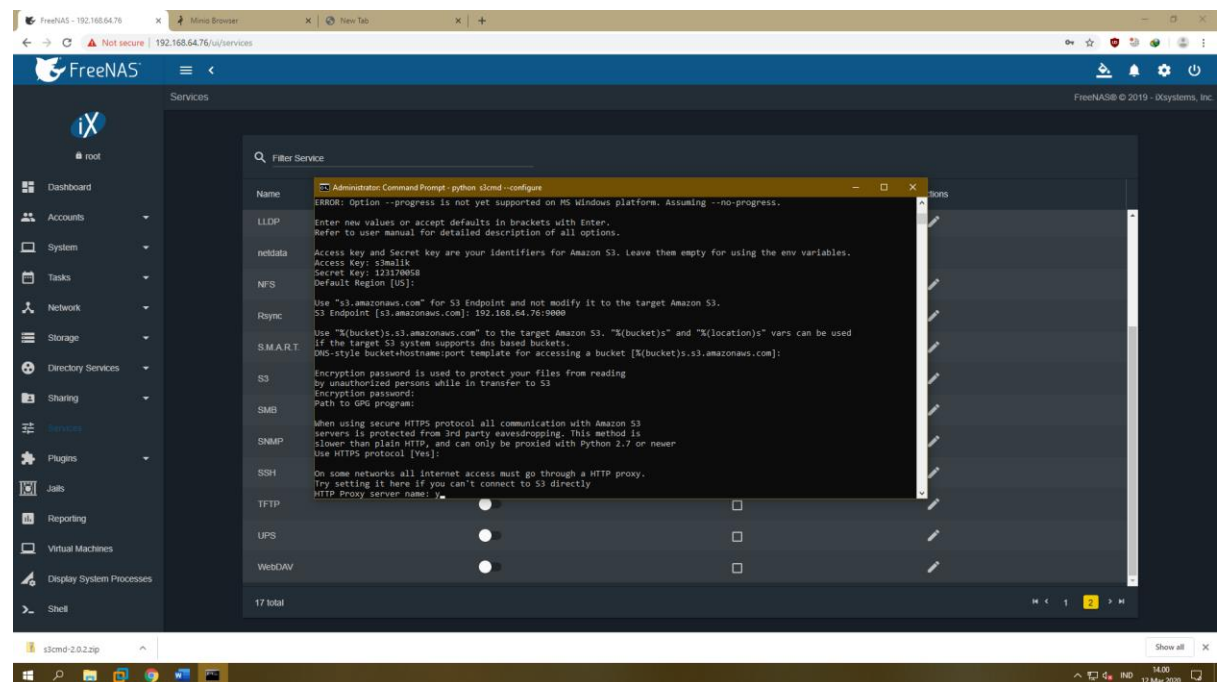 FreeNAS - 192.168.64.76
Minio Browser
New Tab
Not secure | 192.168.64.76/ui/services
FreeNAS
Services
FreeNAS® © 2019 - iXsystems, Inc.
iX
root
Dashboard
Accounts
System
Tasks
Network
Storage
Directory Services
Sharing
Services
Plugins
Jails
Reporting
Virtual Machines
Display System Processes
Shell
Filter Service
Name
LLDP
netdata
NFS
Rsync
S.M.A.R.T.
S3
SMB
SNMP
SSH
TFTP
UPS
WebDAV
17 total
1 2
Administrator: Command Prompt - python s3cmd --configure
ERROR: Option --progress is not yet supported on MS Windows platform. Assuming --no-progress.
Enter new values or accept defaults in brackets with Enter.
Refer to user manual for detailed description of all options.
Access key and Secret key are your identifiers for Amazon S3. Leave them empty for using the env variables.
Access Key: s3malik
Secret Key: 123170058
Default Region [US]:
Use "s3.amazonaws.com" for S3 Endpoint and not modify it to the target Amazon S3.
S3 Endpoint [s3.amazonaws.com]: 192.168.64.76:9000
Use "%(bucket)s.s3.amazonaws.com" to the target Amazon S3. "%(bucket)s" and "%(location)s" vars can be used
if the target S3 system supports dns based buckets.
DNS-style bucket+hostname:port template for accessing a bucket [%(bucket)s.s3.amazonaws.com]:
Encryption password is used to protect your files from reading
by unauthorized persons while in transfer to S3
Encryption password:
Path to GPG program:
When using secure HTTPS protocol all communication with Amazon S3
servers is protected from 3rd party eavesdropping. This method is
slower than plain HTTP, and can only be proxied with Python 2.7 or newer
Use HTTPS protocol [Yes]:
On some networks all internet access must go through a HTTP proxy.
Try setting it here if you can't connect to S3 directly
HTTP Proxy server name: y
s3cmd-2.0.2.zip
Show all
IND
14.00
12 Mar 2020